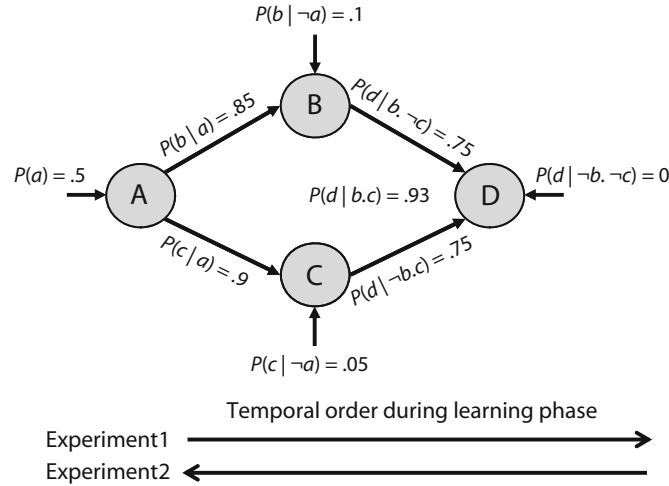 P(b | ¬a) = .1
B
P(b | a) = .85
P(d | b. ¬c) = .75
P(a) = .5
A
P(d | b.c) = .93
D
P(d | ¬b. ¬c) = 0
P(c | a) = .9
C
P(d | ¬b.c) = .75
P(c | ¬a) = .05
Temporal order during learning phase
Experiment1
Experiment2